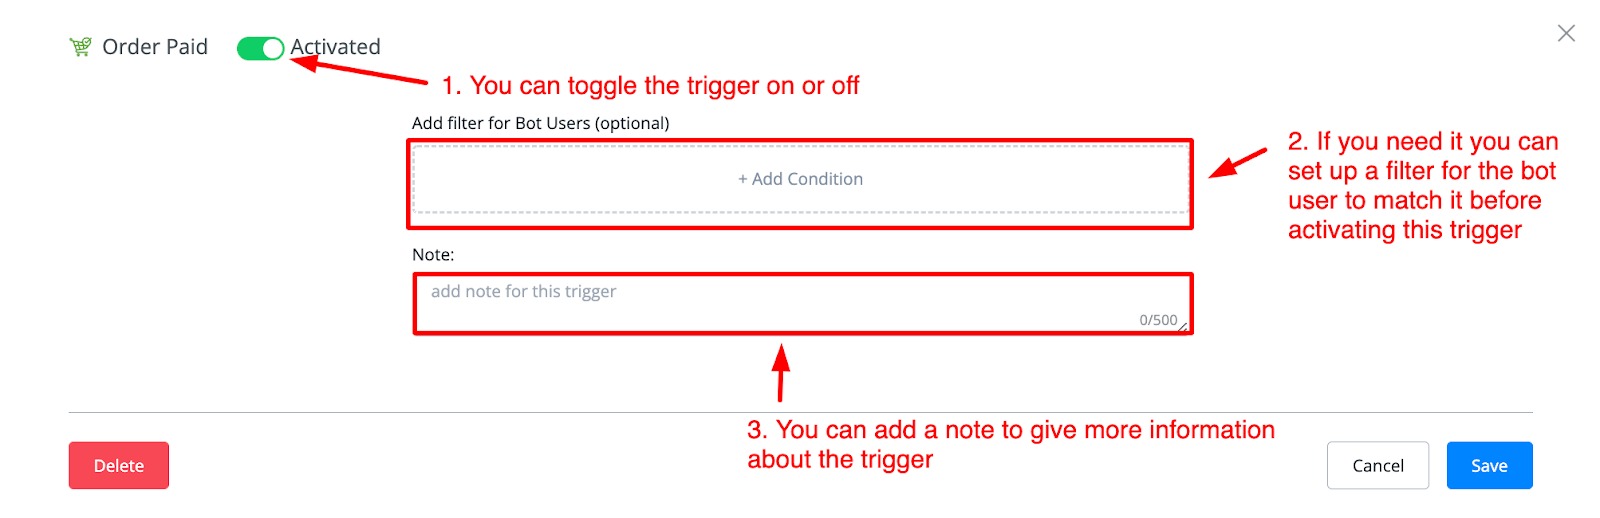 Order Paid
Activated
1. You can toggle the trigger on or off
Add filter for Bot Users (optional)
+ Add Condition
2. If you need it you can
set up a filter for the bot
user to match it before
activating this trigger
Note:
add note for this trigger
0/500
3. You can add a note to give more information
about the trigger
Delete
Cancel
Save